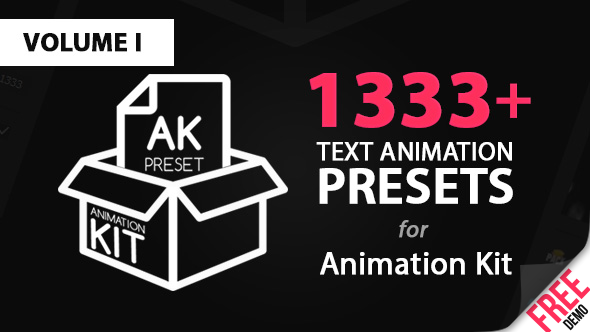 VOLUME I
AK
PRESET
ANIMATION
KIT
1333+
TEXT ANIMATION
PRESETS
for
Animation Kit
FREE
DEMO